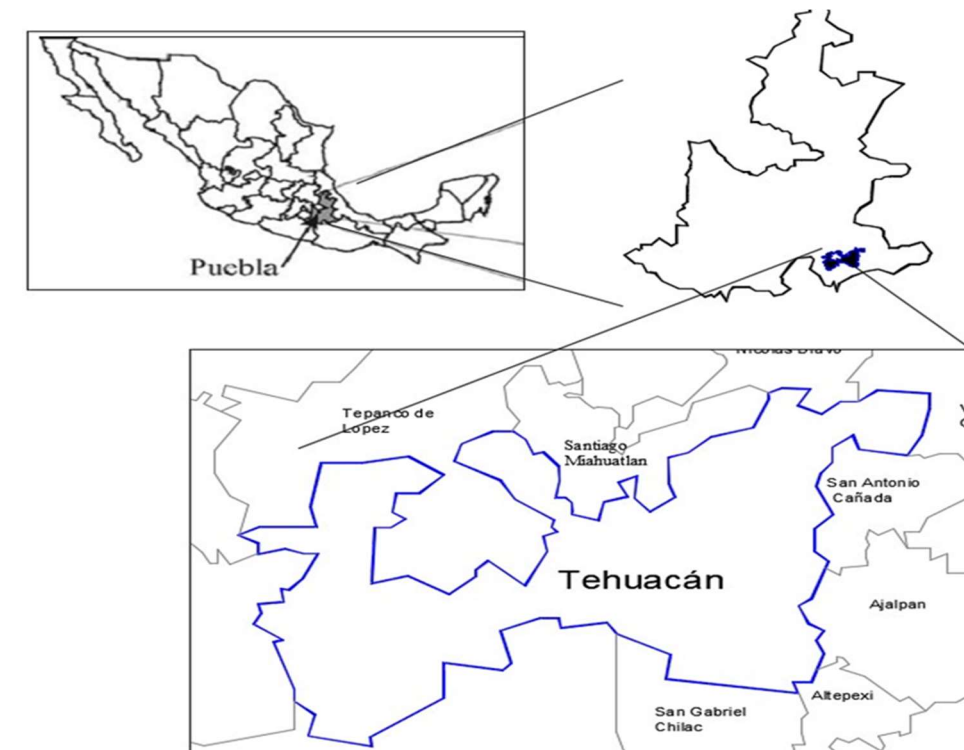 Puebla
Tepanco de
Lopez
Santiago
Miahuatlan
San Antonio
Cañada
Tehuacán
Ajalpan
Altepexi
San Gabriel
Chilac